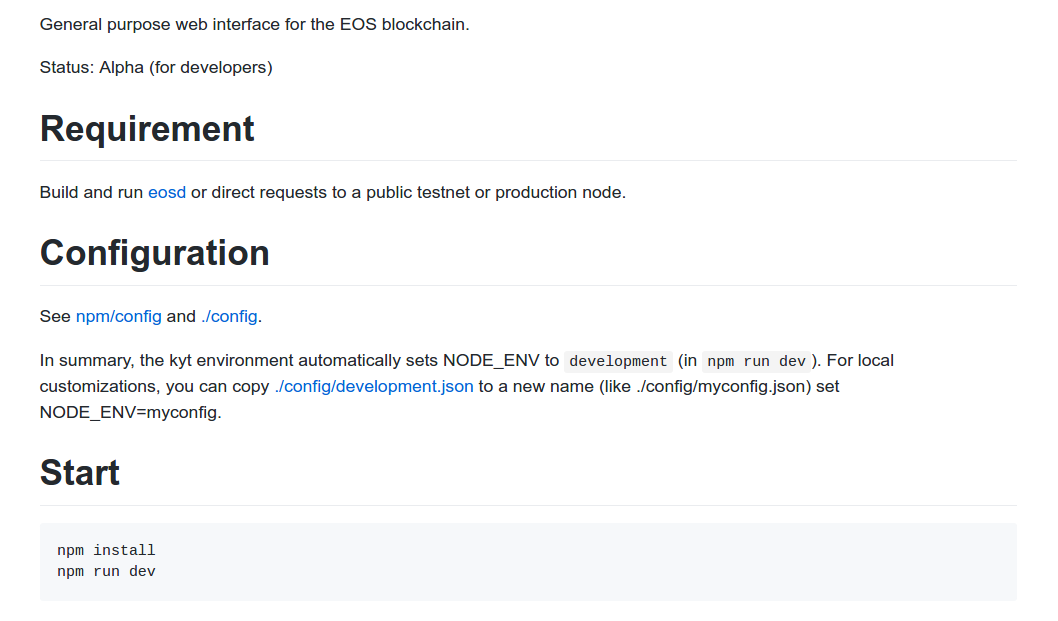 General purpose web interface for the EOS blockchain.
Status: Alpha (for developers)
Requirement
Build and run eosd or direct requests to a public testnet or production node.
Configuration
See npm/config and ./config.
In summary, the kyt environment automatically sets NODE_ENV to development (in npm run dev). For local
customizations, you can copy ./config/development.json to a new name (like ./config/myconfig.json) set
NODE_ENV=myconfig.
Start
npm install
npm run dev